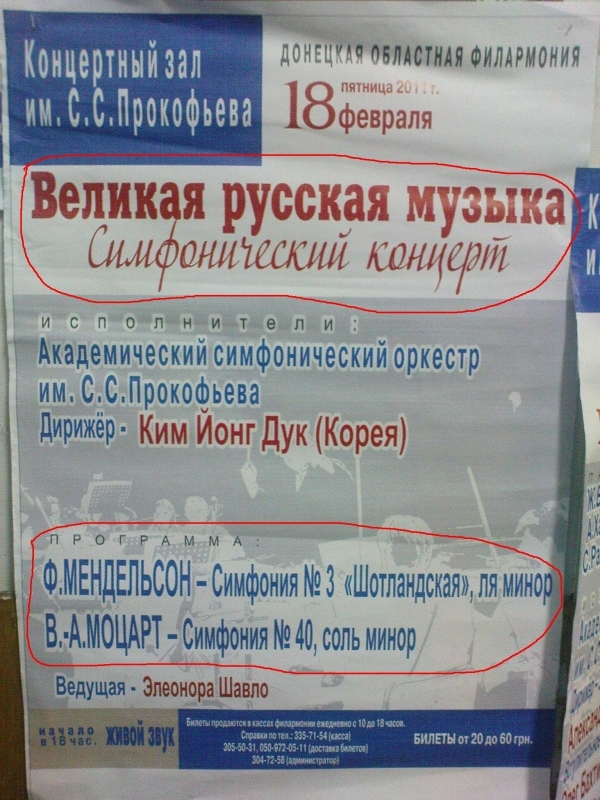 Концертный зал
им. С.С.Прокофьева
ДОНЕЦКАЯ ОБЛАСТНАЯ ФИЛАРМОНИЯ
18 пятница 2011 г.
февраля
Великая русская музыка
Симфонический концерт
исполнители:
Академический симфонический оркестр
им. С.С.Прокофьева
Дирижёр - Ким Йонг Дук (Корея)
ПРОГРАММА:
Ф.МЕНДЕЛЬСОН – Симфония № 3 «Шотландская», ля минор
В.-А.МОЦАРТ – Симфония № 40, соль минор
Ведущая - Элеонора Шавло
начало
в 18 час.
ЖИВОЙ ЗВУК
Билеты продаются в кассах филармонии ежедневно с 10 до 18 часов.
Справки по тел.: 335-71-54 (касса)
305-50-31, 050-972-05-11 (доставка билетов)
304-72-58 (администратор)
БИЛЕТЫ от 20 до 60 грн.